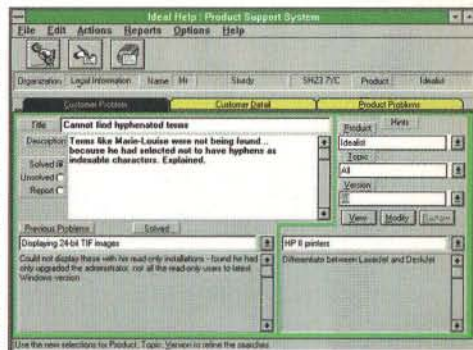 Ideal Help : Product Support System
File Edit Actions Reports Options Help
Organization Legal Information Name Mr Sturdy SH23 7YC Product Idealist
Customer Problem Customer Detail Product Problems
Title Cannot find hyphenated terms
Description Terms like Marie-Louise were not being found...
because he had selected not to have hyphens as
indexable characters. Explained.
Solved
Unsolved
Report
Hints
Product
Idealist
Topic
All
Version
View Modify
Previous Problems Solved
Displaying 24-bit TIF images
Could not display these with his read-only installations - found he had
only upgraded the administrator, not all the read-only users to latest
Windows version
HP II printers
Differentiate between LaserJet and DeskJet
Use the new selections for Product, Topic, Version to refine the searches